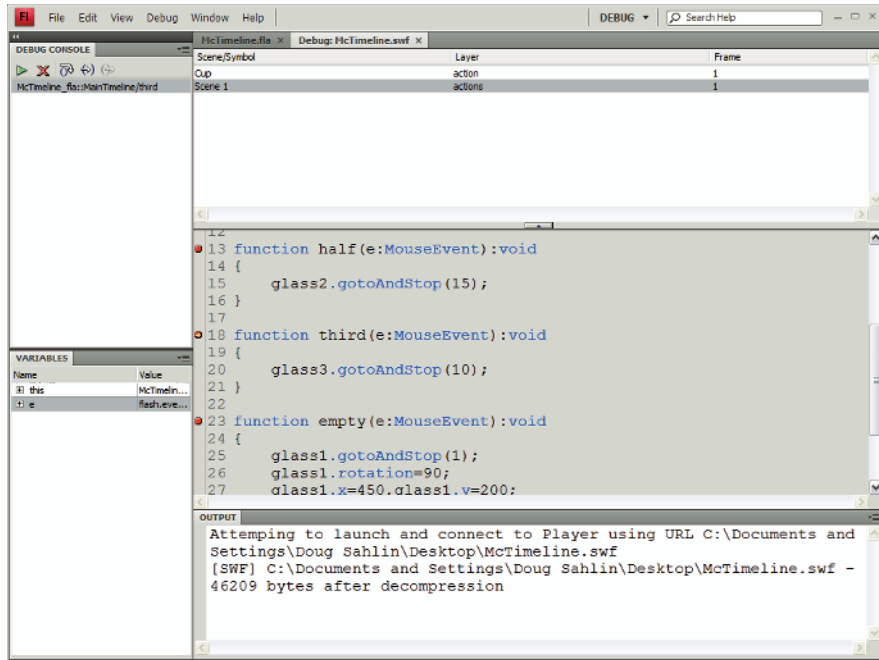 FL File Edit View Debug Window Help DEBUG Search Help
DEBUG CONSOLE
McTimeline_fla::MainTimeline/third
McTimeline.fla × Debug: McTimeline.swf ×
Scene/Symbol Layer Frame
Cup action 1
Scene 1 actions 1
12
13 function half(e:MouseEvent):void
14 {
15 glass2.gotoAndStop(15);
16 }
17
18 function third(e:MouseEvent):void
19 {
20 glass3.gotoAndStop(10);
21 }
22
23 function empty(e:MouseEvent):void
24 {
25 glass1.gotoAndStop(1);
26 glass1.rotation=90;
27 glass1.x=450,glass1.y=200;
VARIABLES
Name Value
this McTimelin...
e flash.eve...
OUTPUT
Attemping to launch and connect to Player using URL C:\Documents and
Settings\Doug Sahlin\Desktop\McTimeline.swf
[SWF] C:\Documents and Settings\Doug Sahlin\Desktop\McTimeline.swf -
46209 bytes after decompression